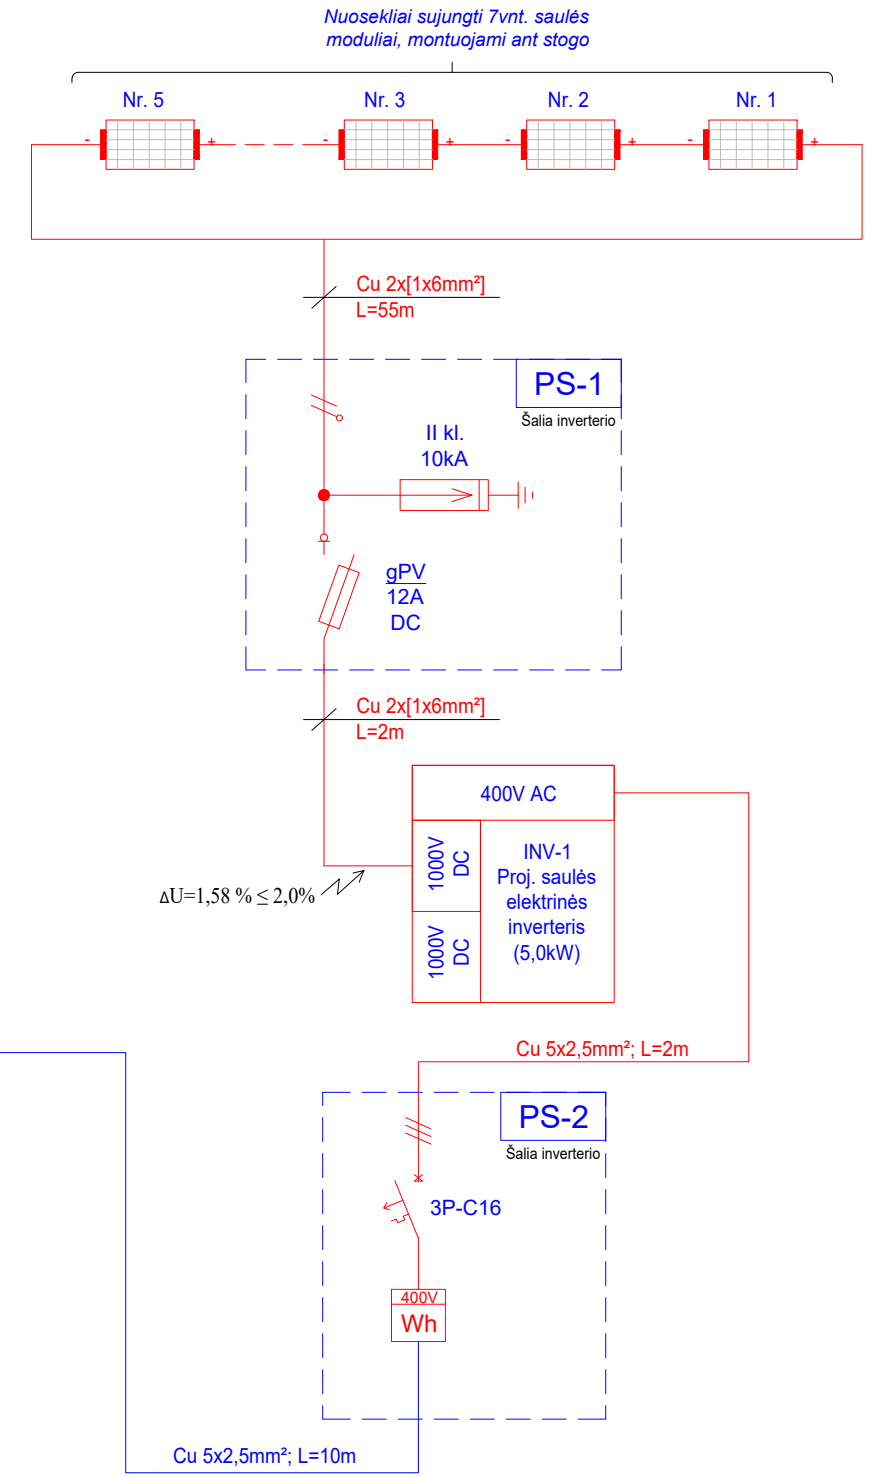 Nuosekliai sujungti 7vnt. saulės
moduliai, montuojami ant stogo
Nr. 5
Nr. 3
Nr. 2
Nr. 1
- + - + - + - +
Cu 2x[1x6mm²]
L=55m
PS-1
Šalia inverterio
II kl.
10kA
gPV
12A
DC
Cu 2x[1x6mm²]
L=2m
400V AC
1000V
DC
1000V
DC
INV-1
Proj. saulės
elektrinės
inverteris
(5,0kW)
ΔU=1,58 % ≤ 2,0%
Cu 5x2,5mm²; L=2m
PS-2
Šalia inverterio
3P-C16
400V
Wh
Cu 5x2,5mm²; L=10m